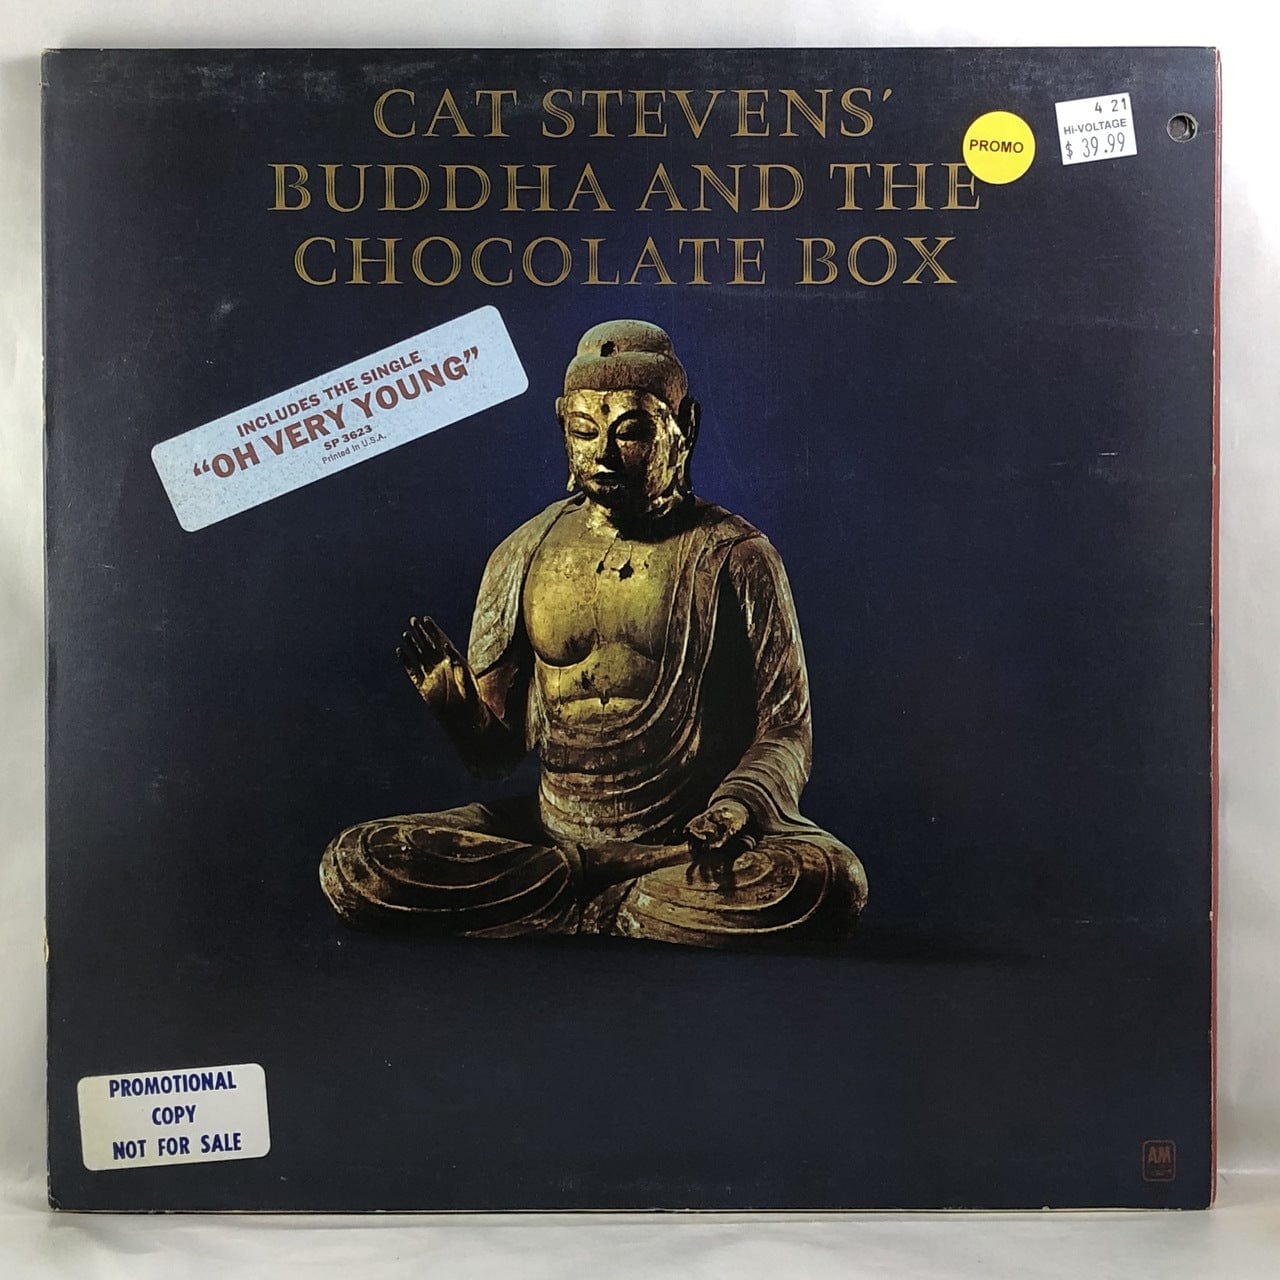 CAT STEVENS'
BUDDHA AND THE
CHOCOLATE BOX
PROMO
4 21
HI-VOLTAGE
$ 39.99
INCLUDES THE SINGLE
“OH VERY YOUNG”
SP 3623
Printed in U.S.A.
PROMOTIONAL
COPY
NOT FOR SALE
AM